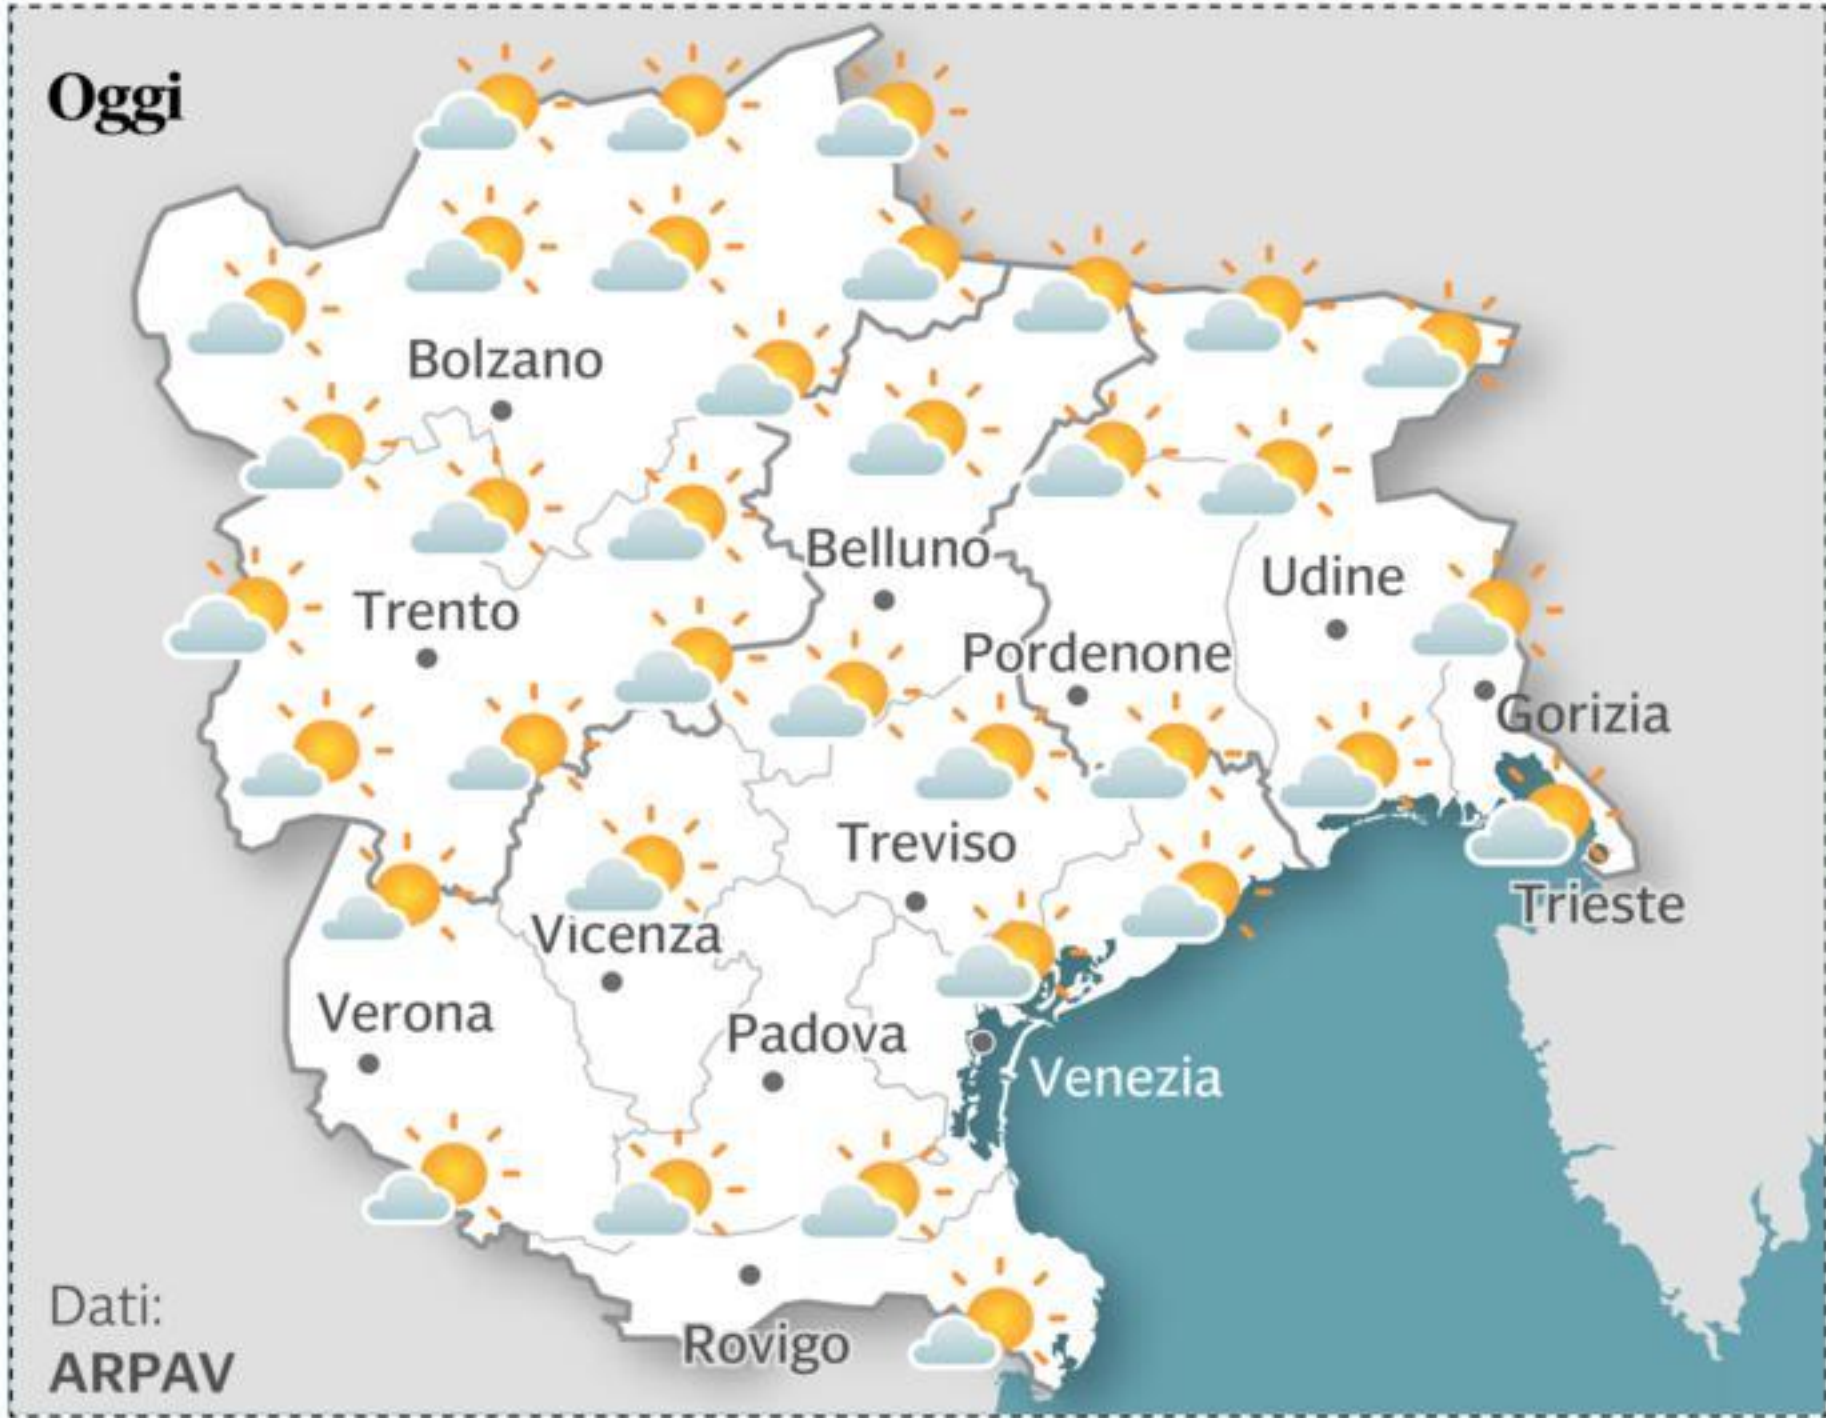 Oggi
Bolzano
Belluno
Udine
Trento
Pordenone
Gorizia
Treviso
Trieste
Vicenza
Verona
Padova
Venezia
Rovigo
Dati:
ARPAV